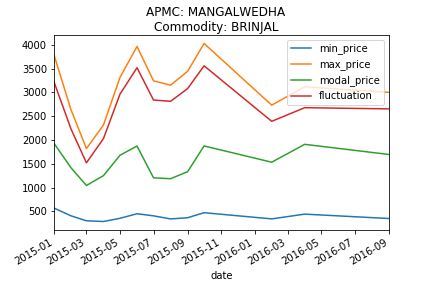 APMC: MANGALWEDHA
Commodity: BRINJAL
4000
3500
3000
2500
2000
1500
1000
500
min_price
max_price
modal_price
fluctuation
2015-01
2015-03
2015-05
2015-07
2015-09
2015-11
2016-01
2016-03
2016-05
2016-07
2016-09
date